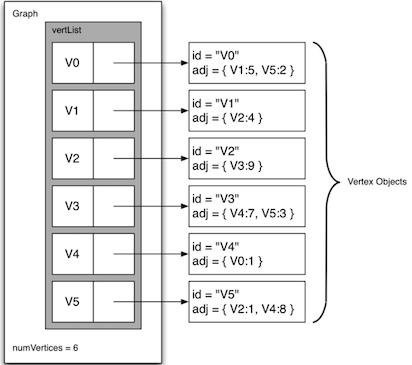 Graph
vertList
V0
id = "V0"
adj = { V1:5, V5:2 }
V1
id = "V1"
adj = { V2:4 }
V2
id = "V2"
adj = { V3:9 }
V3
id = "V3"
adj = { V4:7, V5:3 }
V4
id = "V4"
adj = { V0:1 }
V5
id = "V5"
adj = { V2:1, V4:8 }
Vertex Objects
numVertices = 6